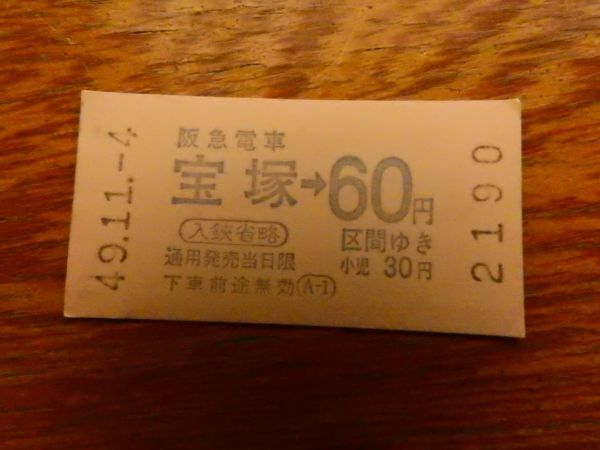 49.11.-4
阪急電車
宝塚→60円
入鋏省略
区間ゆき
通用発売当日限
小児 30円
下車前途無効 A-1
2190